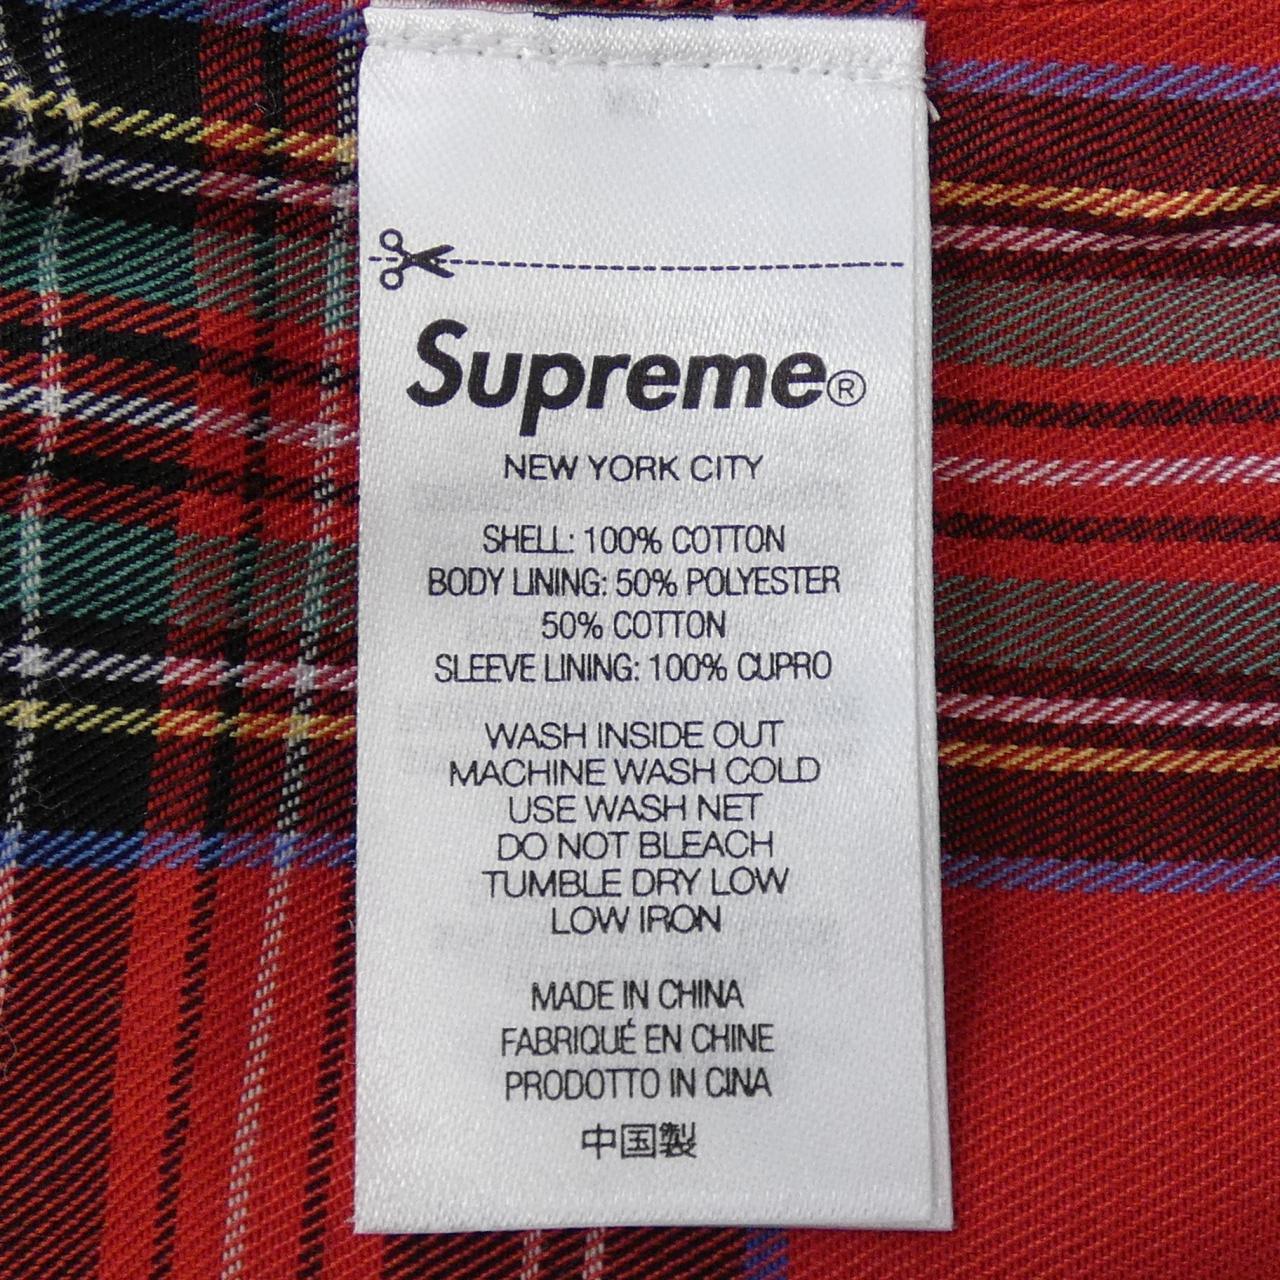 Supreme®
NEW YORK CITY
SHELL: 100% COTTON
BODY LINING: 50% POLYESTER
50% COTTON
SLEEVE LINING: 100% CUPRO
WASH INSIDE OUT
MACHINE WASH COLD
USE WASH NET
DO NOT BLEACH
TUMBLE DRY LOW
LOW IRON
MADE IN CHINA
FABRIQUÉ EN CHINE
PRODOTTO IN CINA
中国製